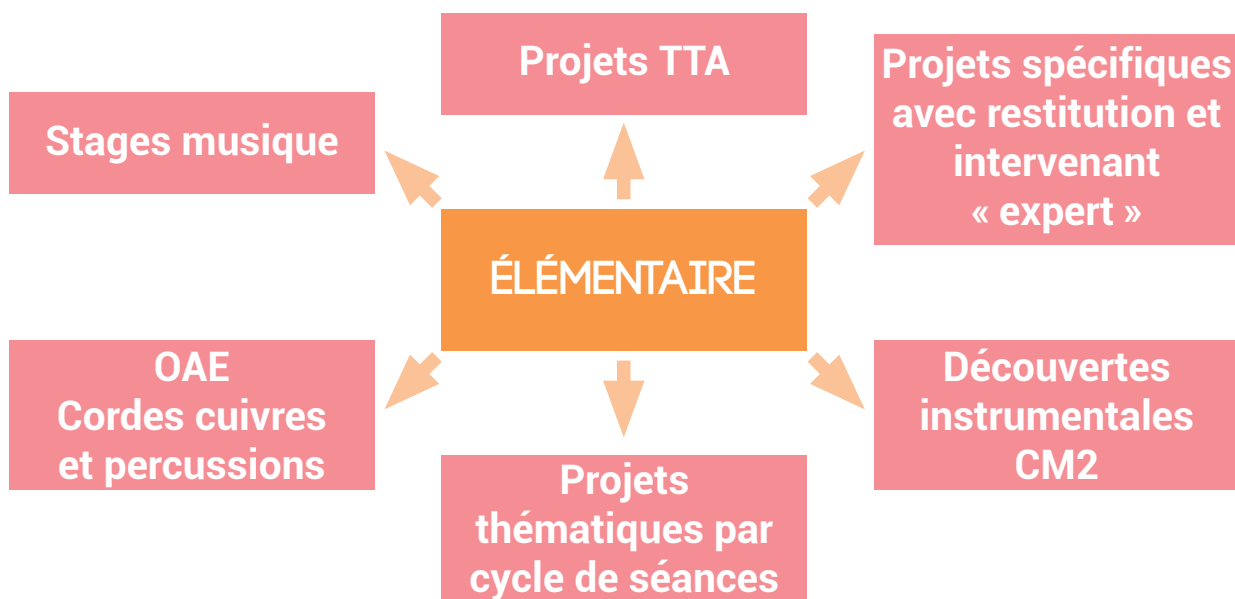 Projets TTA
Stages musique
Projets spécifiques
avec restitution et
intervenant
« expert »
ÉLÉMENTAIRE
OAE
Cordes cuivres
et percussions
Projets
thématiques par
cycle de séances
Découvertes
instrumentales
CM2